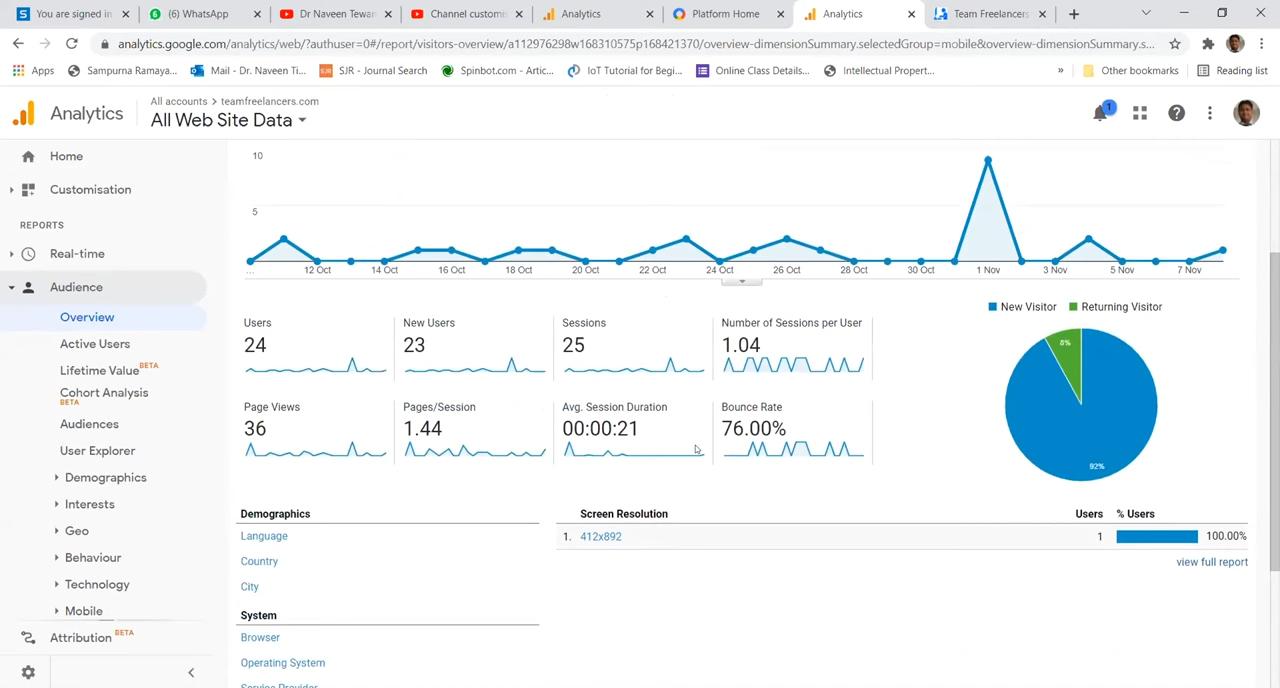 You are signed in
(6) WhatsApp
Dr Naveen Tewar
Channel customis
Analytics
Platform Home
Analytics
Team Freelancers
analytics.google.com/analytics/web/?authuser=0#/report/visitors-overview/a112976298w168310575p168421370/overview-dimensionSummary.selectedGroup=mobile&overview-dimensionSummary.s...
Apps
Sampurna Ramaya...
Mail - Dr. Naveen Ti...
SJR - Journal Search
Spinbot.com - Artic...
IoT Tutorial for Begi...
Online Class Details...
Intellectual Propert...
»
Other bookmarks
Reading list
Analytics
All accounts > teamfreelancers.com
All Web Site Data
1
Home
Customisation
REPORTS
Real-time
Audience
Overview
Active Users
Lifetime Value BETA
Cohort Analysis
BETA
Audiences
User Explorer
Demographics
Interests
Geo
Behaviour
Technology
Mobile
Attribution BETA
10
5
... 12 Oct 14 Oct 16 Oct 18 Oct 20 Oct 22 Oct 24 Oct 26 Oct 28 Oct 30 Oct 1 Nov 3 Nov 5 Nov 7 Nov
New Visitor Returning Visitor
8%
92%
Users
24
New Users
23
Sessions
25
Number of Sessions per User
1.04
Page Views
36
Pages/Session
1.44
Avg. Session Duration
00:00:21
Bounce Rate
76.00%
Demographics
Language
Country
City
System
Browser
Operating System
Service Provider
Screen Resolution Users % Users
1. 412x892 1 100.00%
view full report